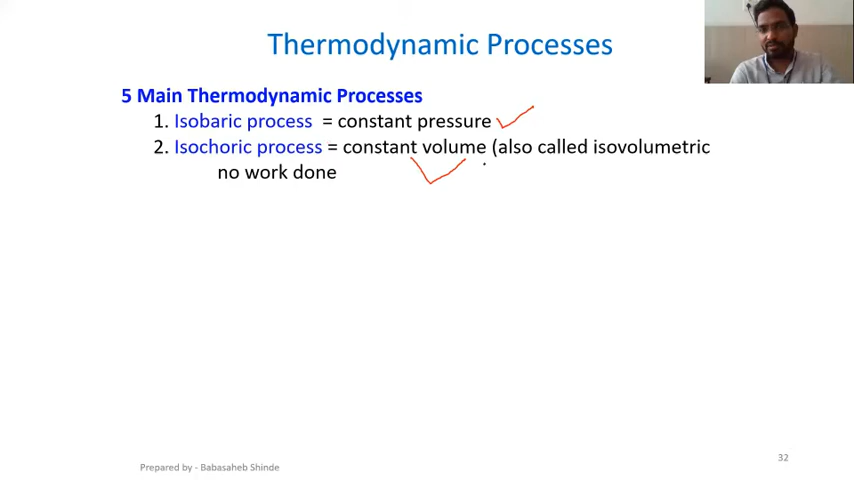 Thermodynamic Processes
5 Main Thermodynamic Processes
1. Isobaric process = constant pressure
2. Isochoric process = constant volume (also called isovolumetric
no work done
Prepared by - Babasaheb Shinde
32